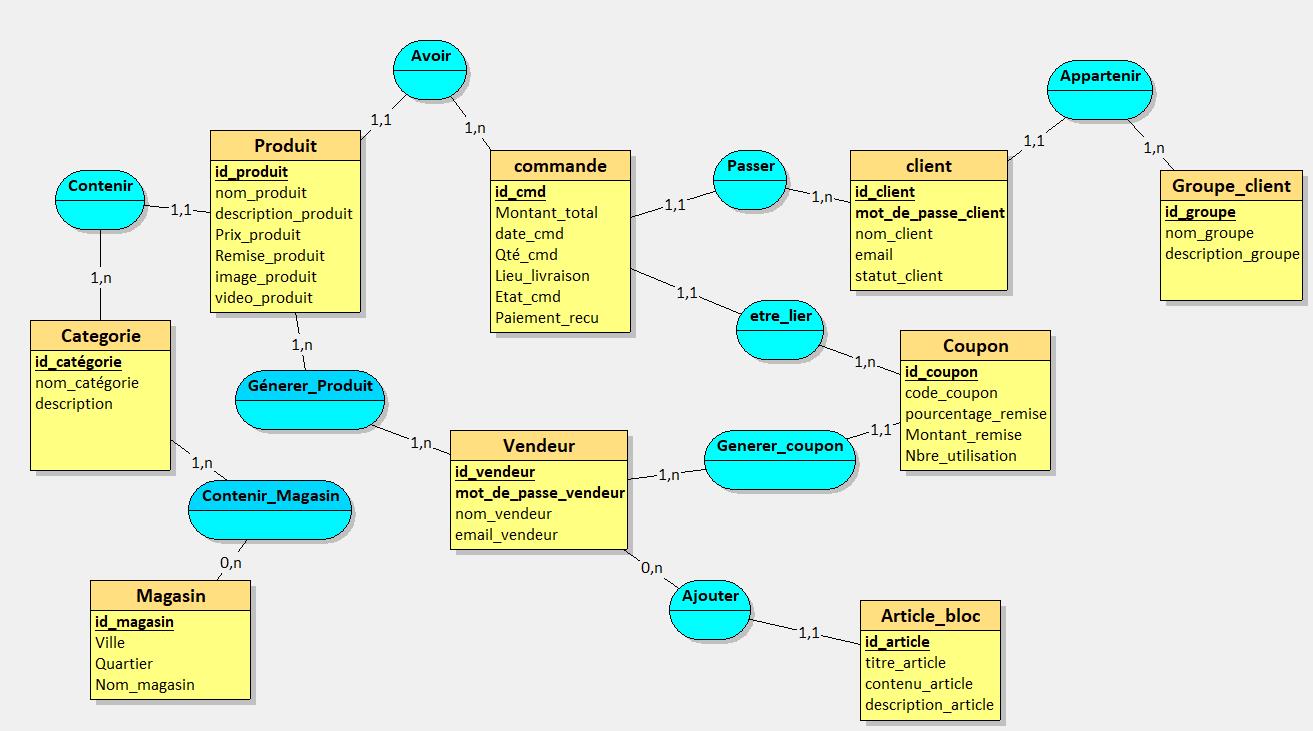 Avoir
1,1
1,n
Appartenir
1,1
1,n
Produit
id_produit
nom_produit
description_produit
Prix_produit
Remise_produit
image_produit
video_produit
Contenir
1,1
1,n
commande
id_cmd
Montant_total
date_cmd
Qté_cmd
Lieu_livraison
Etat_cmd
Paiement_recu
Passer
1,1
1,n
client
id_client
mot_de_passe_client
nom_client
email
statut_client
Groupe_client
id_groupe
nom_groupe
description_groupe
etre_lier
1,1
1,n
Categorie
id_catégorie
nom_catégorie
description
1,n
Génerer_Produit
1,n
Coupon
id_coupon
code_coupon
pourcentage_remise
Montant_remise
Nbre_utilisation
Vendeur
id_vendeur
mot_de_passe_vendeur
nom_vendeur
email_vendeur
1,n
Gènerer_coupon
1,1
1,n
Contenir_Magasin
0,n
Magasin
id_magasin
Ville
Quartier
Nom_magasin
0,n
Ajouter
1,1
Article_bloc
id_article
titre_article
contenu_article
description_article